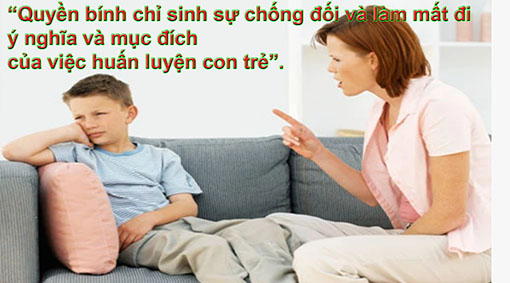 “Quyền bính chỉ sinh sự chống đối và làm mất đi
ý nghĩa và mục đích
của việc huấn luyện con trẻ”.